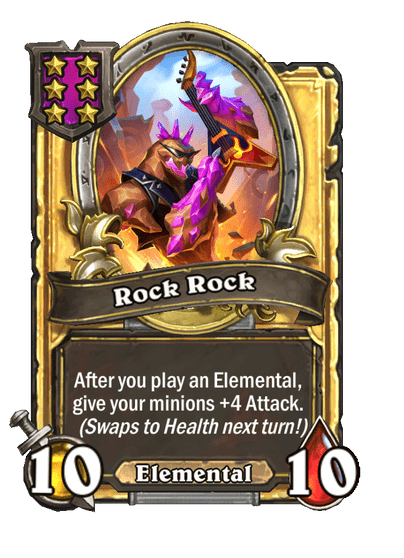 Rock Rock
After you play an Elemental,
give your minions +4 Attack.
(Swaps to Health next turn!)
10
Elemental
10